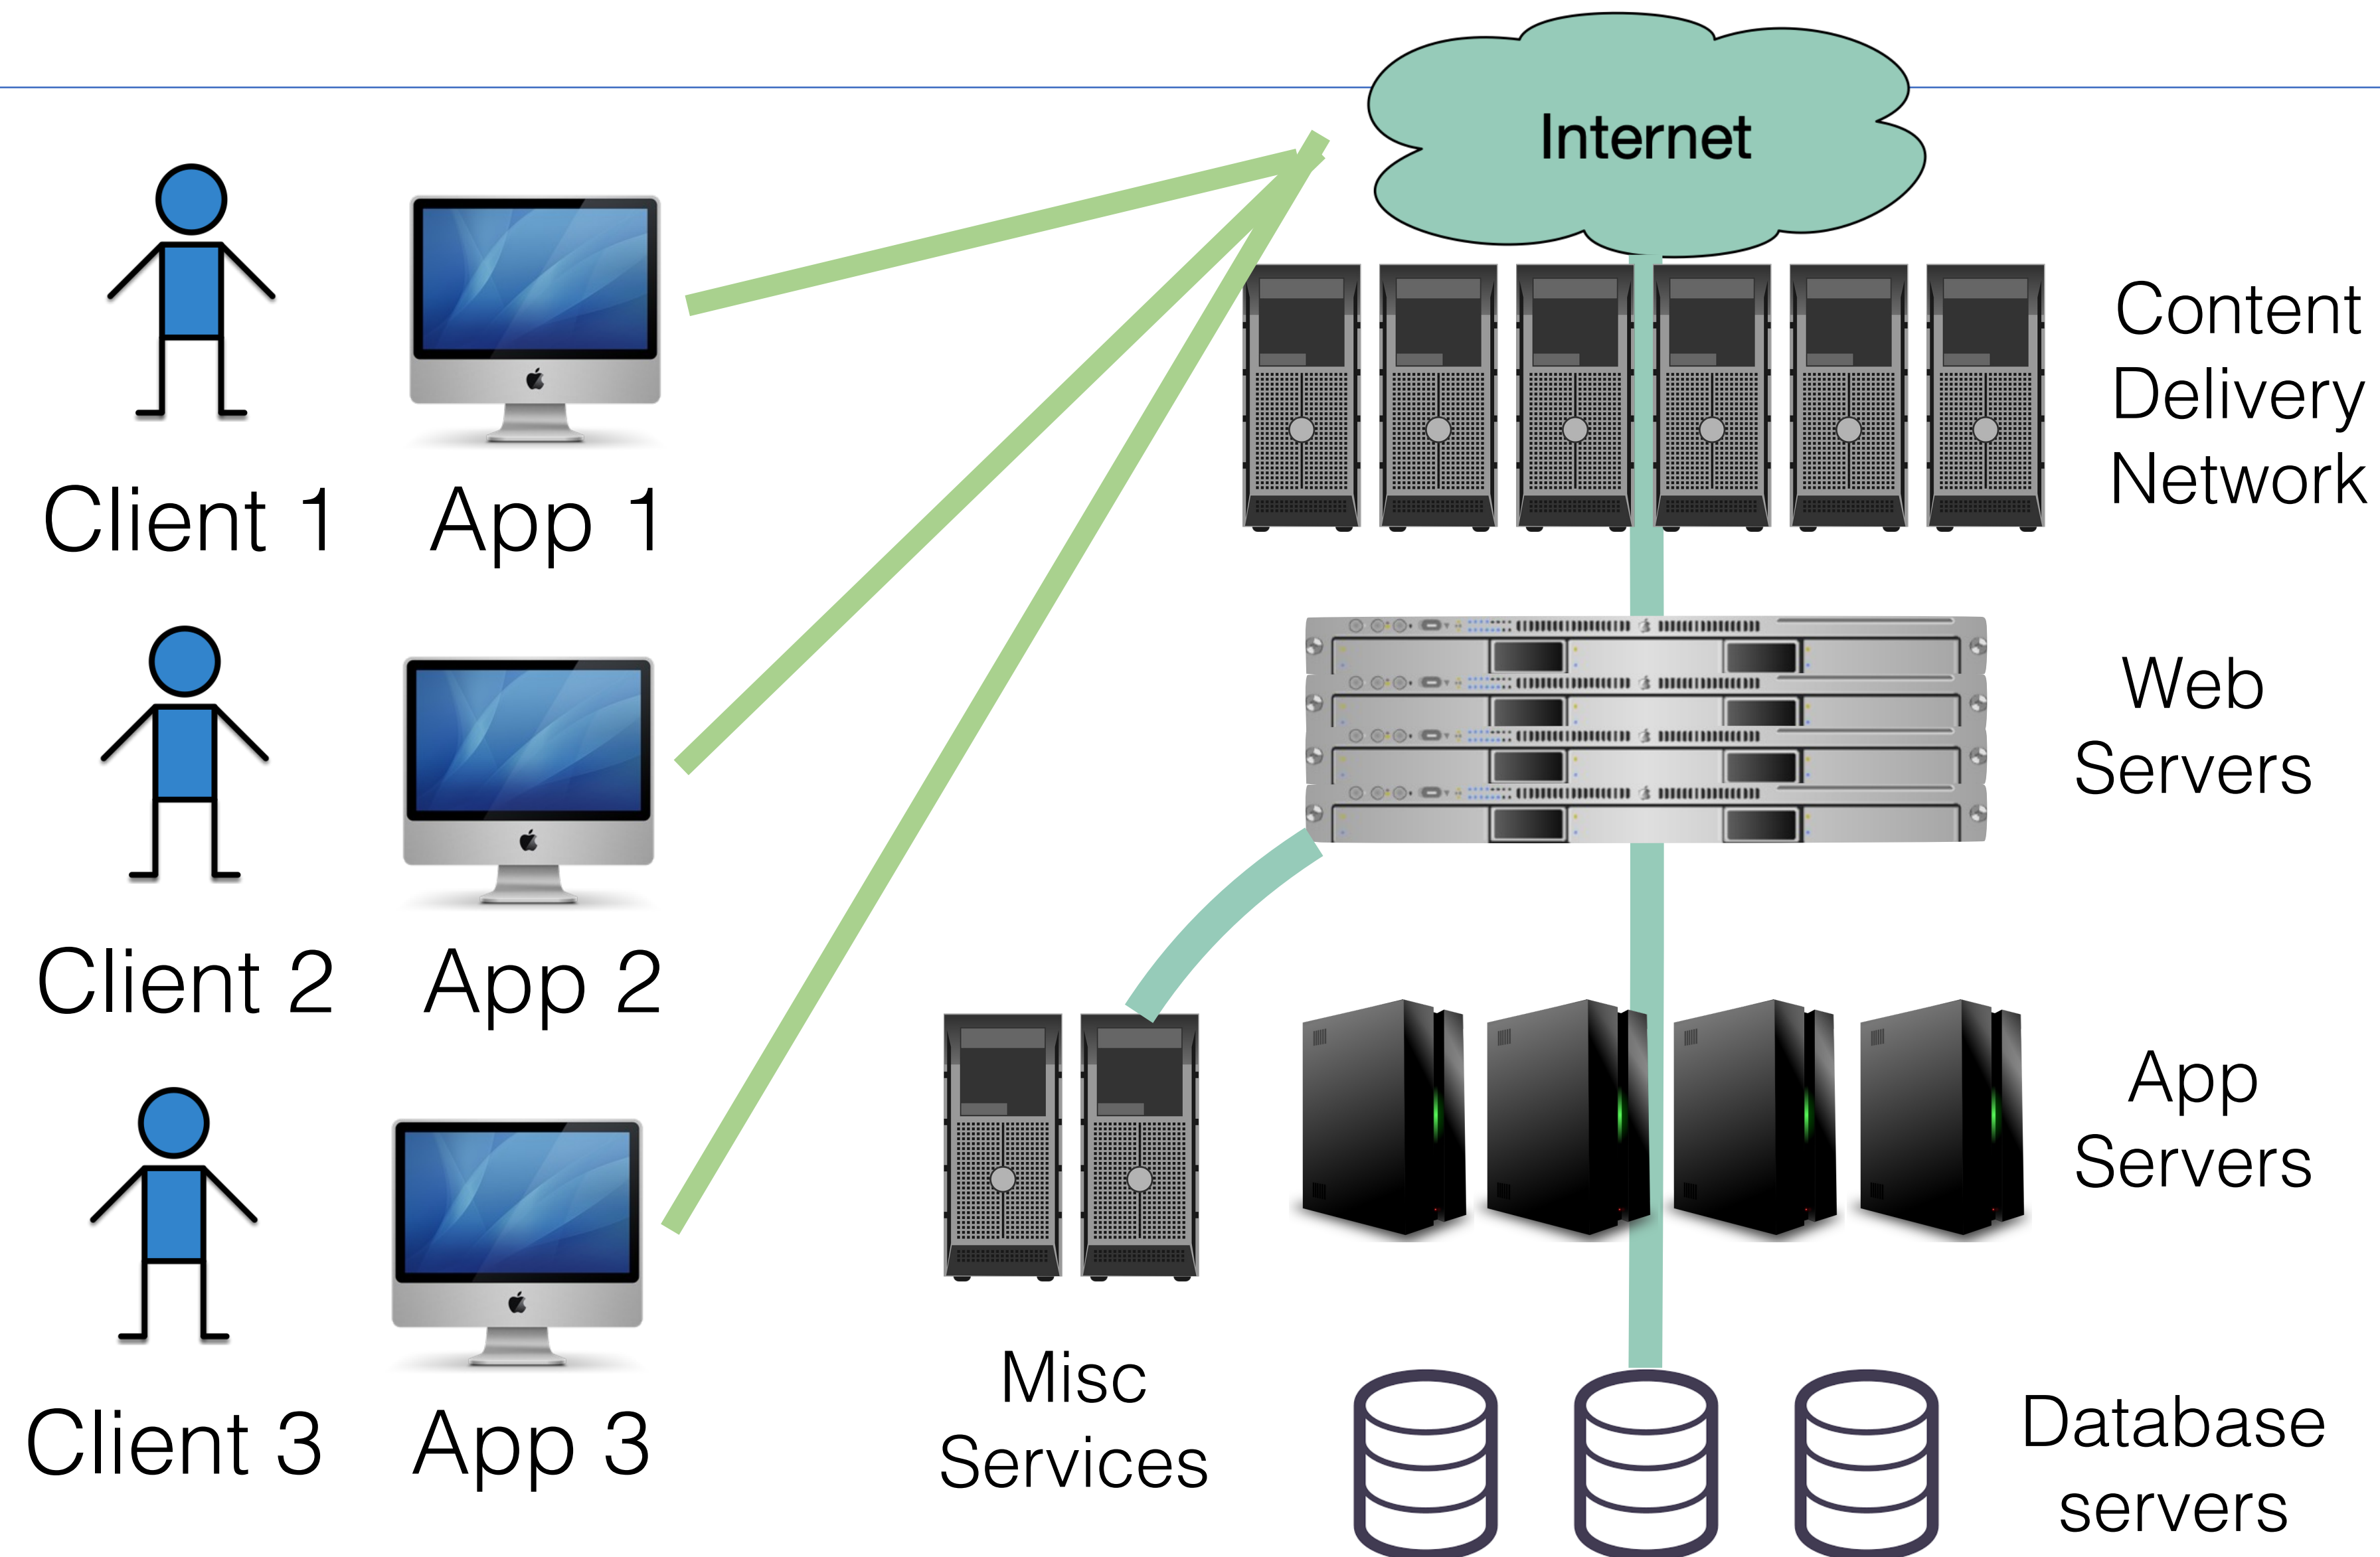 Internet
Content
Delivery
Network
Client 1
App 1
Web
Servers
Client 2
App 2
App
Servers
Client 3
App 3
Misc
Services
Database
servers